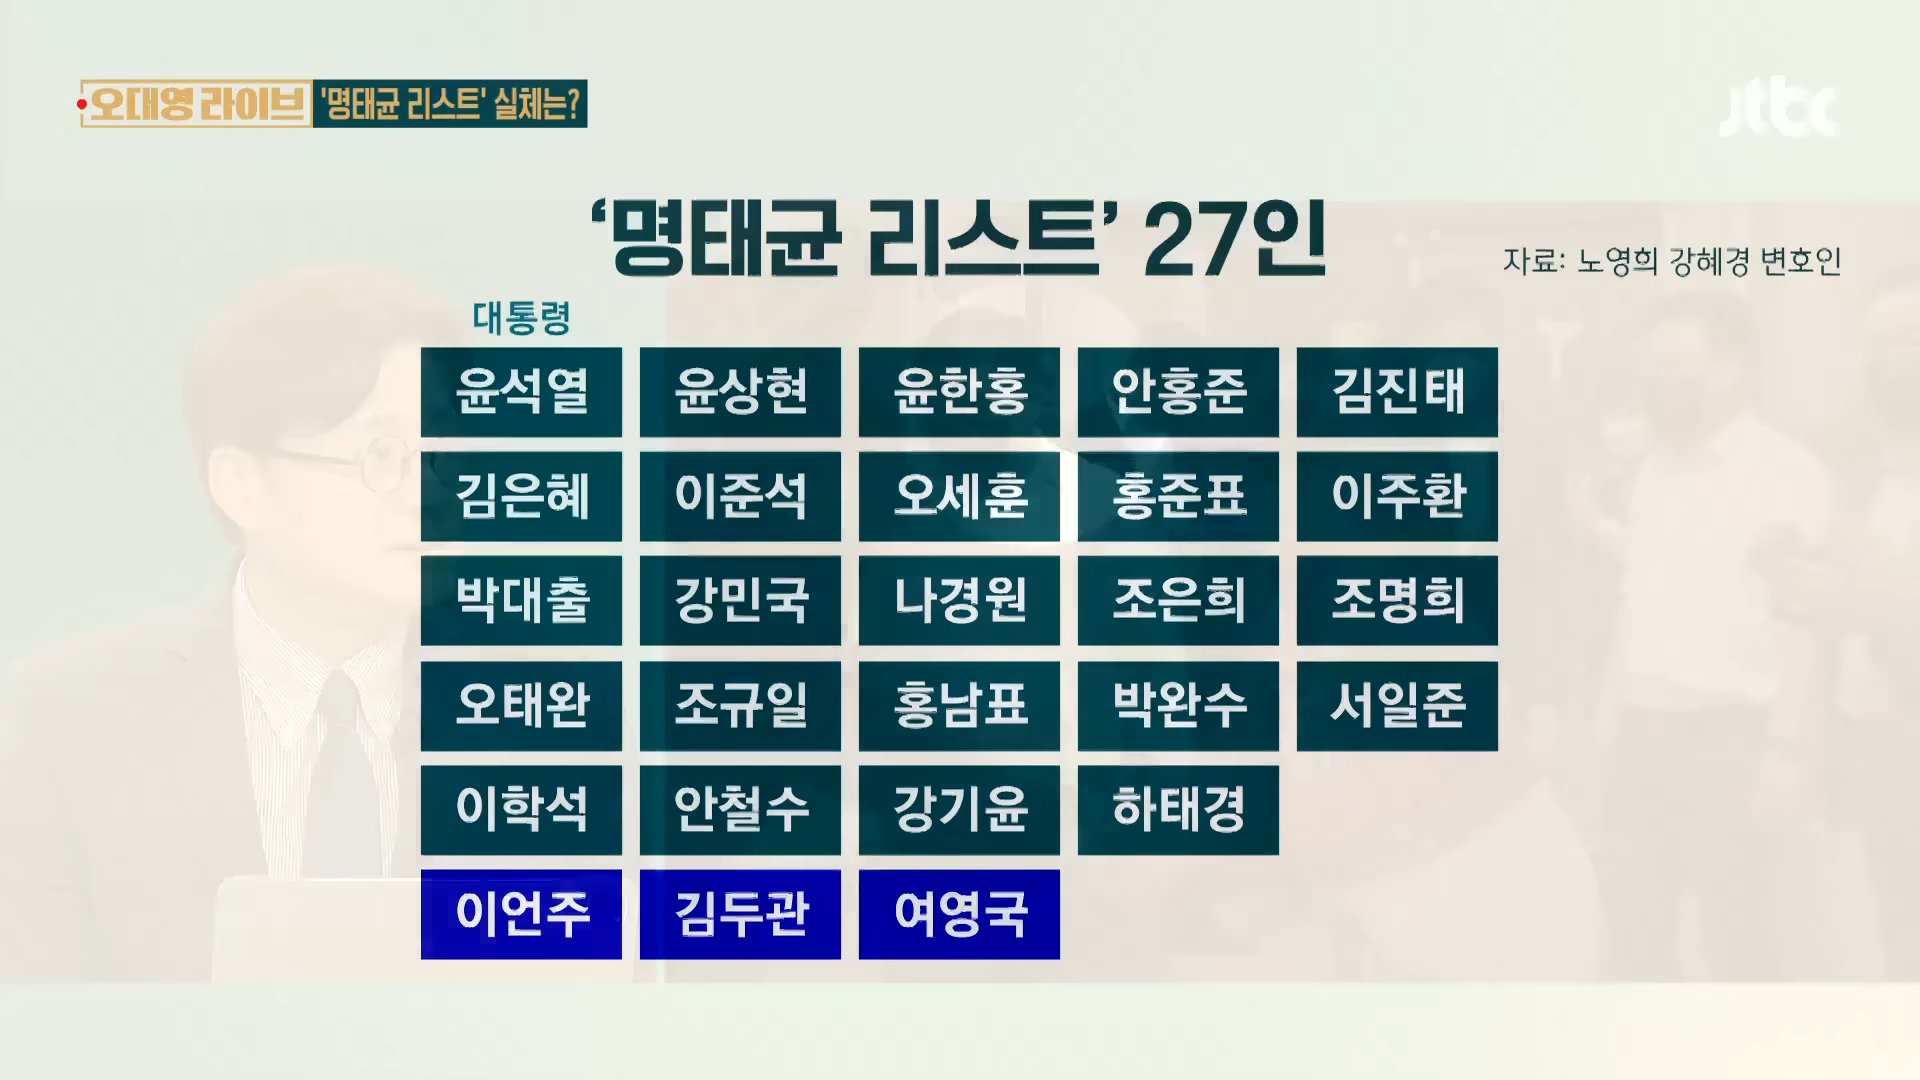 오대영 라이브 '명태균 리스트' 실체는?
jtbc
‘명태균 리스트’ 27인
자료: 노영희 강혜경 변호인
대통령
윤석열 윤상현 윤한홍 안홍준 김진태
김은혜 이준석 오세훈 홍준표 이주환
박대출 강민국 나경원 조은희 조명희
오태완 조규일 홍남표 박완수 서일준
이학석 안철수 강기윤 하태경
이언주 김두관 여영국